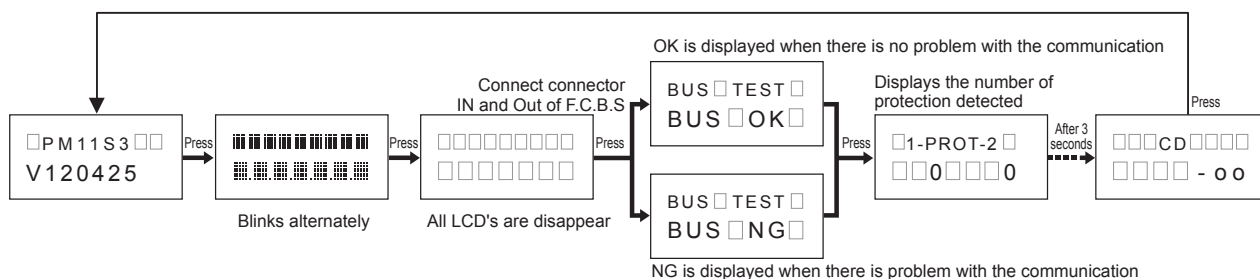 OK is displayed when there is no problem with the communication
Connect connector
IN and Out of F.C.B.S
Displays the number of
protection detected
Press
□PM11S3□□
V120425
Press
Blinks alternately
Press
□□□□□□□□□
□□□□□□□
All LCD's are disappear
Press
BUS□TEST□
BUS□OK□
BUS□TEST□
BUS□NG□
NG is displayed when there is problem with the communication
Press
□1-PROT-2□
□□0□□□0
After 3
seconds
□□□CD□□□□
□□□□-oo